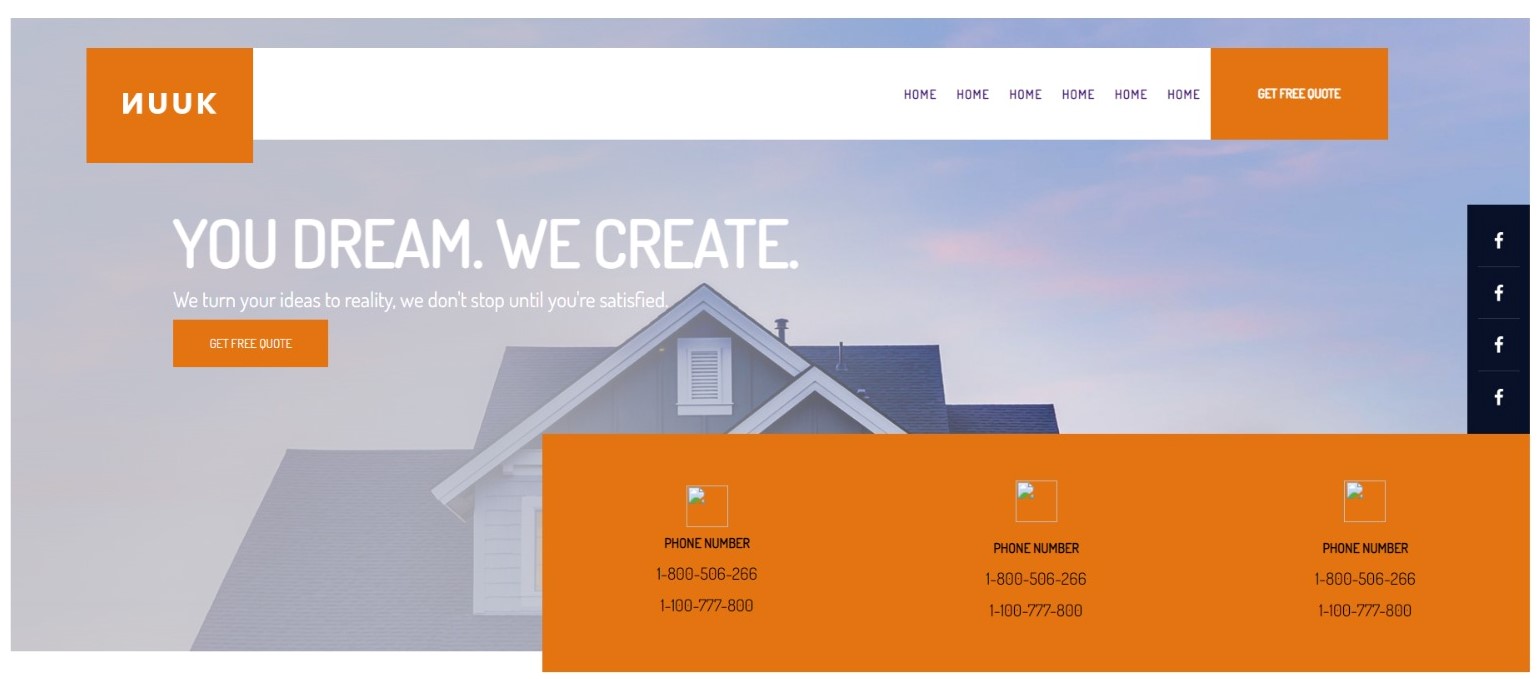 ИUUK
HOME HOME HOME HOME HOME HOME
GET FREE QUOTE
YOU DREAM. WE CREATE.
We turn your ideas to reality, we don't stop until you're satisfied.
GET FREE QUOTE
PHONE NUMBER
1-800-506-266
1-100-777-800
PHONE NUMBER
1-800-506-266
1-100-777-800
PHONE NUMBER
1-800-506-266
1-100-777-800